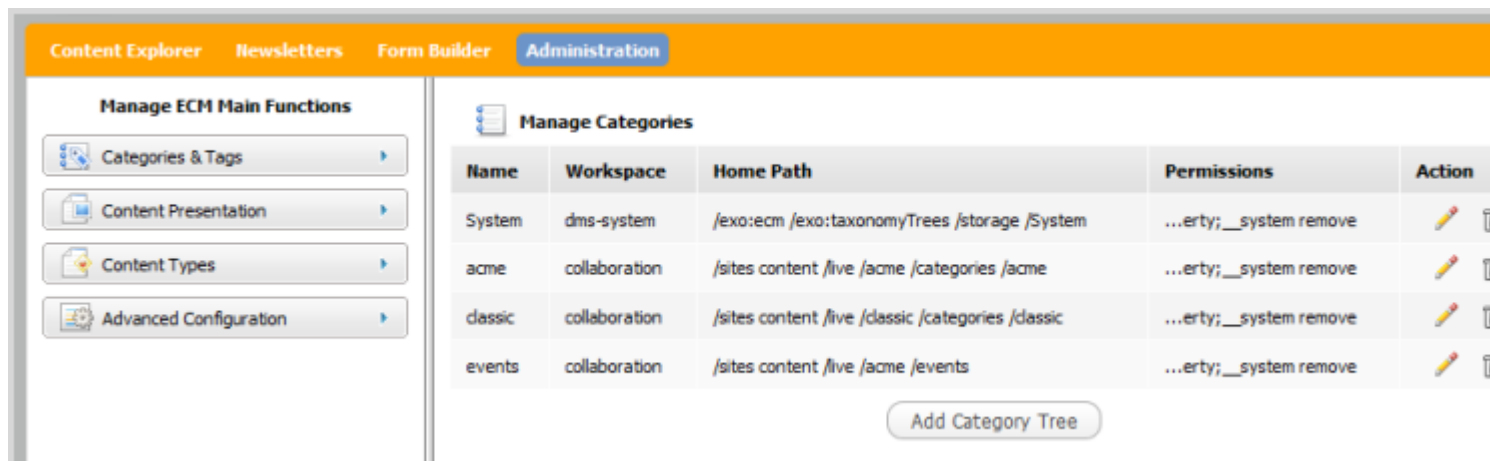 Content Explorer Newsletters Form Builder Administration
Manage ECM Main Functions
Categories & Tags
Content Presentation
Content Types
Advanced Configuration
Manage Categories
Name Workspace Home Path Permissions Action
System dms-system /exo:ecm /exo:taxonomyTrees /storage /System ...erty;__system remove
acme collaboration /sites content /live /acme /categories /acme ...erty;__system remove
classic collaboration /sites content /live /classic /categories /classic ...erty;__system remove
events collaboration /sites content /live /acme /events ...erty;__system remove
Add Category Tree